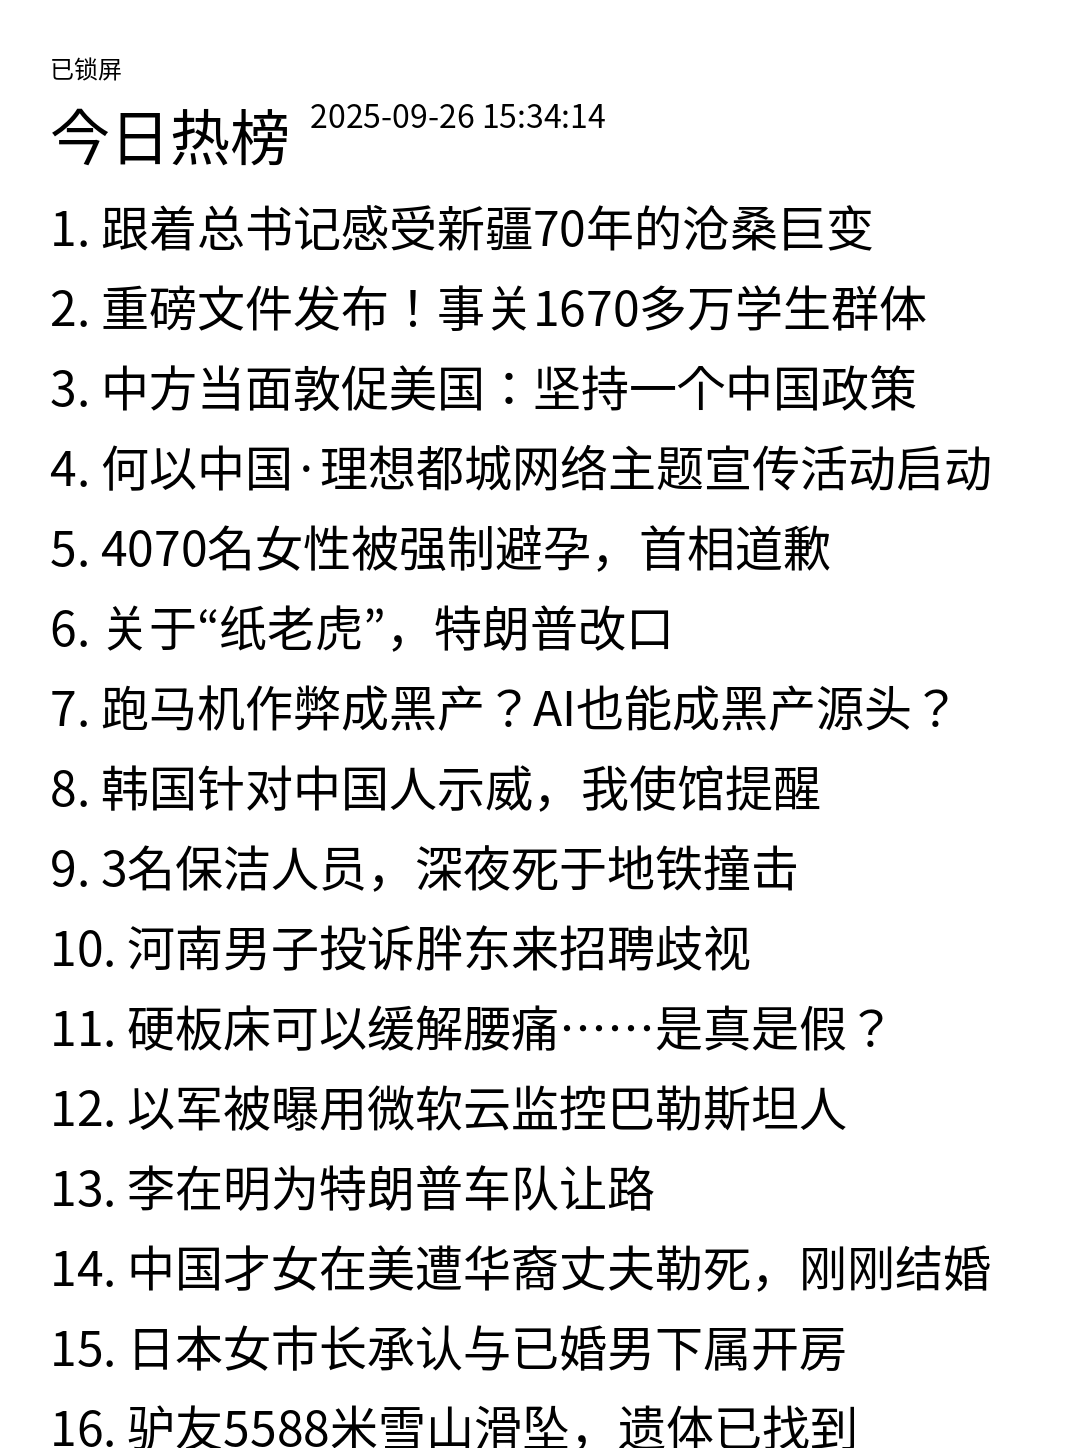 已锁屏
今日热榜 2025-09-26 15:34:14
1. 跟着总书记感受新疆70年的沧桑巨变
2. 重磅文件发布！事关1670多万学生群体
3. 中方当面敦促美国：坚持一个中国政策
4. 何以中国·理想都城网络主题宣传活动启动
5. 4070名女性被强制避孕，首相道歉
6. 关于“纸老虎”，特朗普改口
7. 跑马机作弊成黑产？AI也能成黑产源头？
8. 韩国针对中国人示威，我使馆提醒
9. 3名保洁人员，深夜死于地铁撞击
10. 河南男子投诉胖东来招聘歧视
11. 硬板床可以缓解腰痛……是真是假？
12. 以军被曝用微软云监控巴勒斯坦人
13. 李在明为特朗普车队让路
14. 中国才女在美遭华裔丈夫勒死，刚刚结婚
15. 日本女市长承认与已婚男下属开房
16. 驴友5588米雪山滑坠，遗体已找到